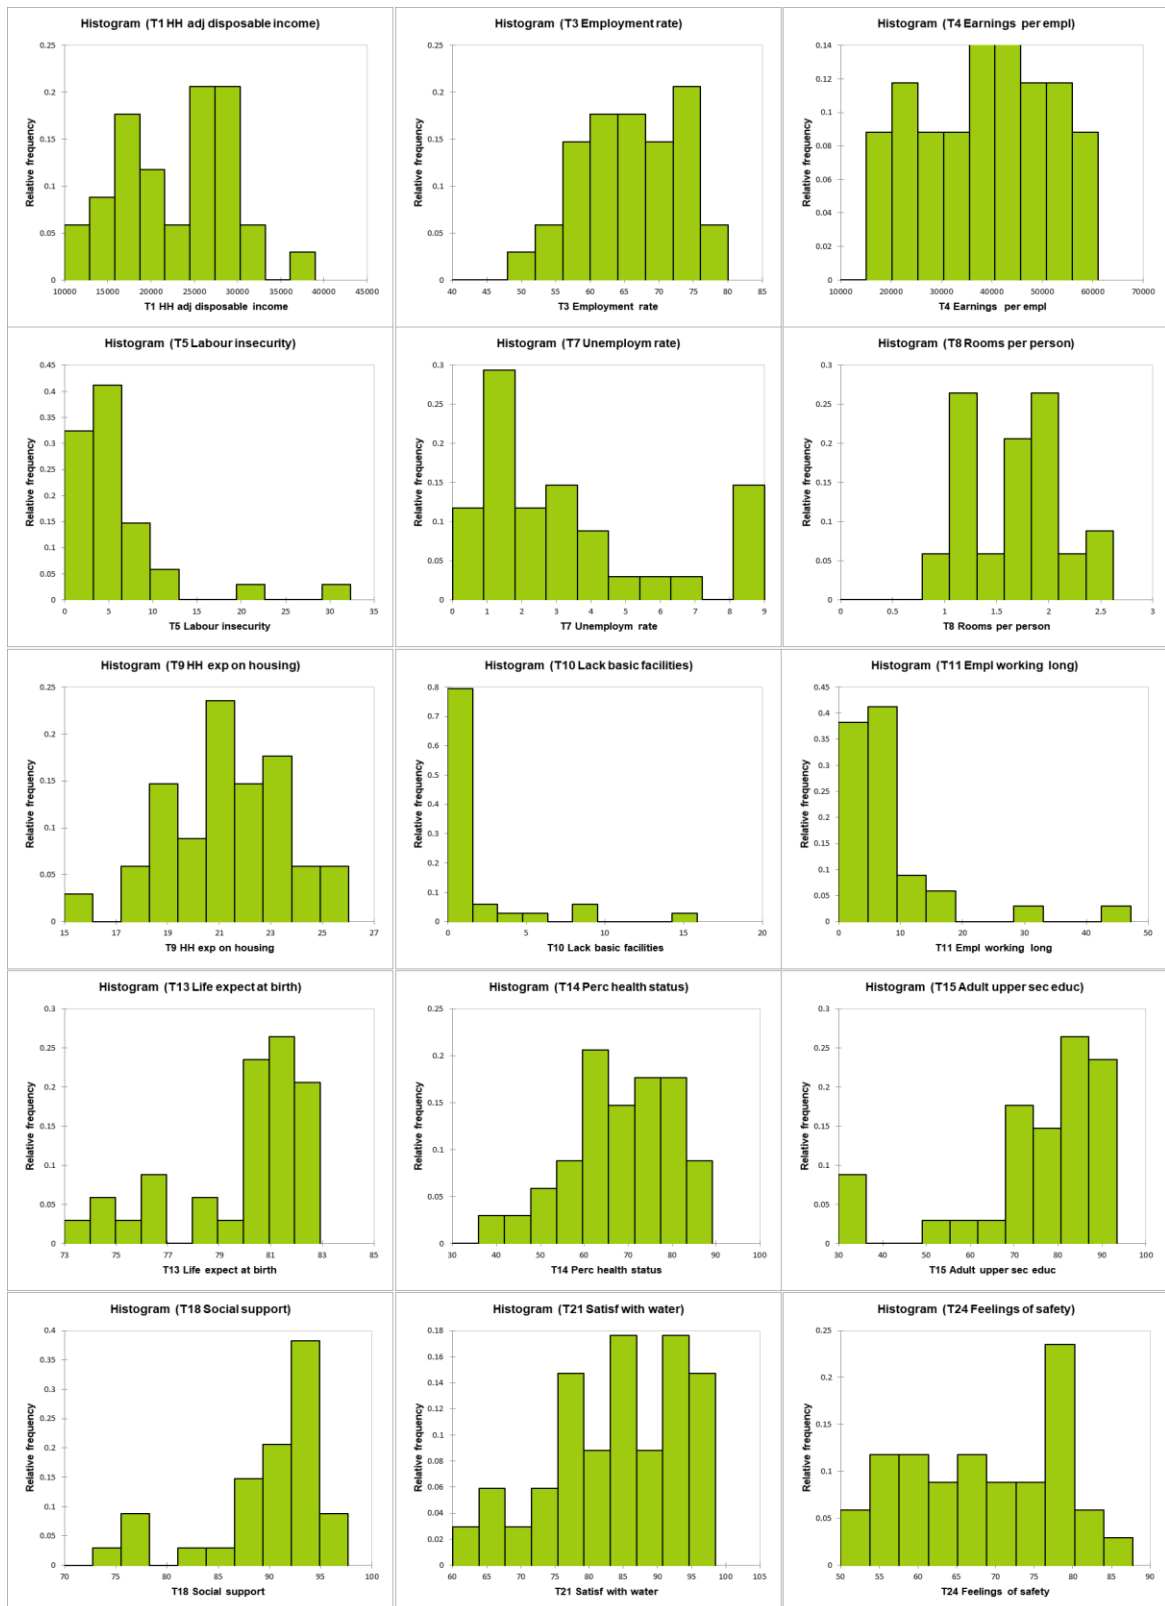 Histogram (T1 HH adj disposable income)
0.25
0.2
0.15
0.1
0.05
0
Relative frequency
10000 15000 20000 25000 30000 35000 40000 45000
T1 HH adj disposable income
Histogram (T3 Employment rate)
0.25
0.2
0.15
0.1
0.05
0
Relative frequency
40 45 50 55 60 65 70 75 80 85
T3 Employment rate
Histogram (T4 Earnings per empl)
0.14
0.12
0.1
0.08
0.06
0.04
0.02
0
Relative frequency
10000 20000 30000 40000 50000 60000 70000
T4 Earnings per empl
Histogram (T5 Labour insecurity)
0.45
0.4
0.35
0.3
0.25
0.2
0.15
0.1
0.05
0
Relative frequency
0 5 10 15 20 25 30 35
T5 Labour insecurity
Histogram (T7 Unemploym rate)
0.3
0.25
0.2
0.15
0.1
0.05
0
Relative frequency
0 1 2 3 4 5 6 7 8 9
T7 Unemploym rate
Histogram (T8 Rooms per person)
0.3
0.25
0.2
0.15
0.1
0.05
0
Relative frequency
0 0.5 1 1.5 2 2.5 3
T8 Rooms per person
Histogram (T9 HH exp on housing)
0.25
0.2
0.15
0.1
0.05
0
Relative frequency
15 17 19 21 23 25 27
T9 HH exp on housing
Histogram (T10 Lack basic facilities)
0.8
0.7
0.6
0.5
0.4
0.3
0.2
0.1
0
Relative frequency
0 5 10 15 20
T10 Lack basic facilities
Histogram (T11 Empl working long)
0.45
0.4
0.35
0.3
0.25
0.2
0.15
0.1
0.05
0
Relative frequency
0 10 20 30 40 50
T11 Empl working long
Histogram (T13 Life expect at birth)
0.3
0.25
0.2
0.15
0.1
0.05
0
Relative frequency
73 75 77 79 81 83 85
T13 Life expect at birth
Histogram (T14 Perc health status)
0.25
0.2
0.15
0.1
0.05
0
Relative frequency
30 40 50 60 70 80 90 100
T14 Perc health status
Histogram (T15 Adult upper sec educ)
0.3
0.25
0.2
0.15
0.1
0.05
0
Relative frequency
30 40 50 60 70 80 90 100
T15 Adult upper sec educ
Histogram (T18 Social support)
0.4
0.35
0.3
0.25
0.2
0.15
0.1
0.05
0
Relative frequency
70 75 80 85 90 95 100
T18 Social support
Histogram (T21 Satisf with water)
0.18
0.16
0.14
0.12
0.1
0.08
0.06
0.04
0.02
0
Relative frequency
60 65 70 75 80 85 90 95 100 105
T21 Satisf with water
Histogram (T24 Feelings of safety)
0.25
0.2
0.15
0.1
0.05
0
Relative frequency
50 55 60 65 70 75 80 85 90
T24 Feelings of safety